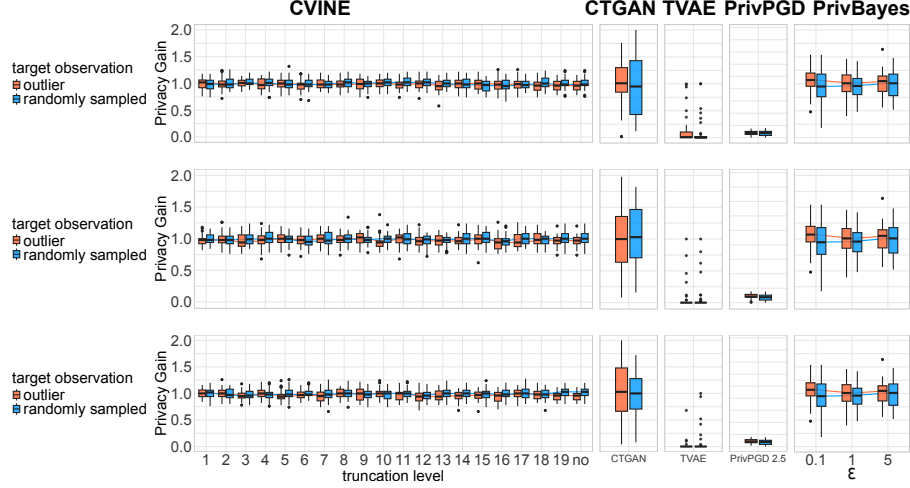 CVINE CTGAN TVAE PrivPGD PrivBayes
target observation
outlier
randomly sampled
Privacy Gain
2.0
1.5
1.0
0.5
0.0
target observation
outlier
randomly sampled
Privacy Gain
2.0
1.5
1.0
0.5
0.0
target observation
outlier
randomly sampled
Privacy Gain
2.0
1.5
1.0
0.5
0.0
1 2 3 4 5 6 7 8 9 10 11 12 13 14 15 16 17 18 19 no
truncation level
CTGAN
TVAE
PrivPGD 2.5
0.1 1 5
ε